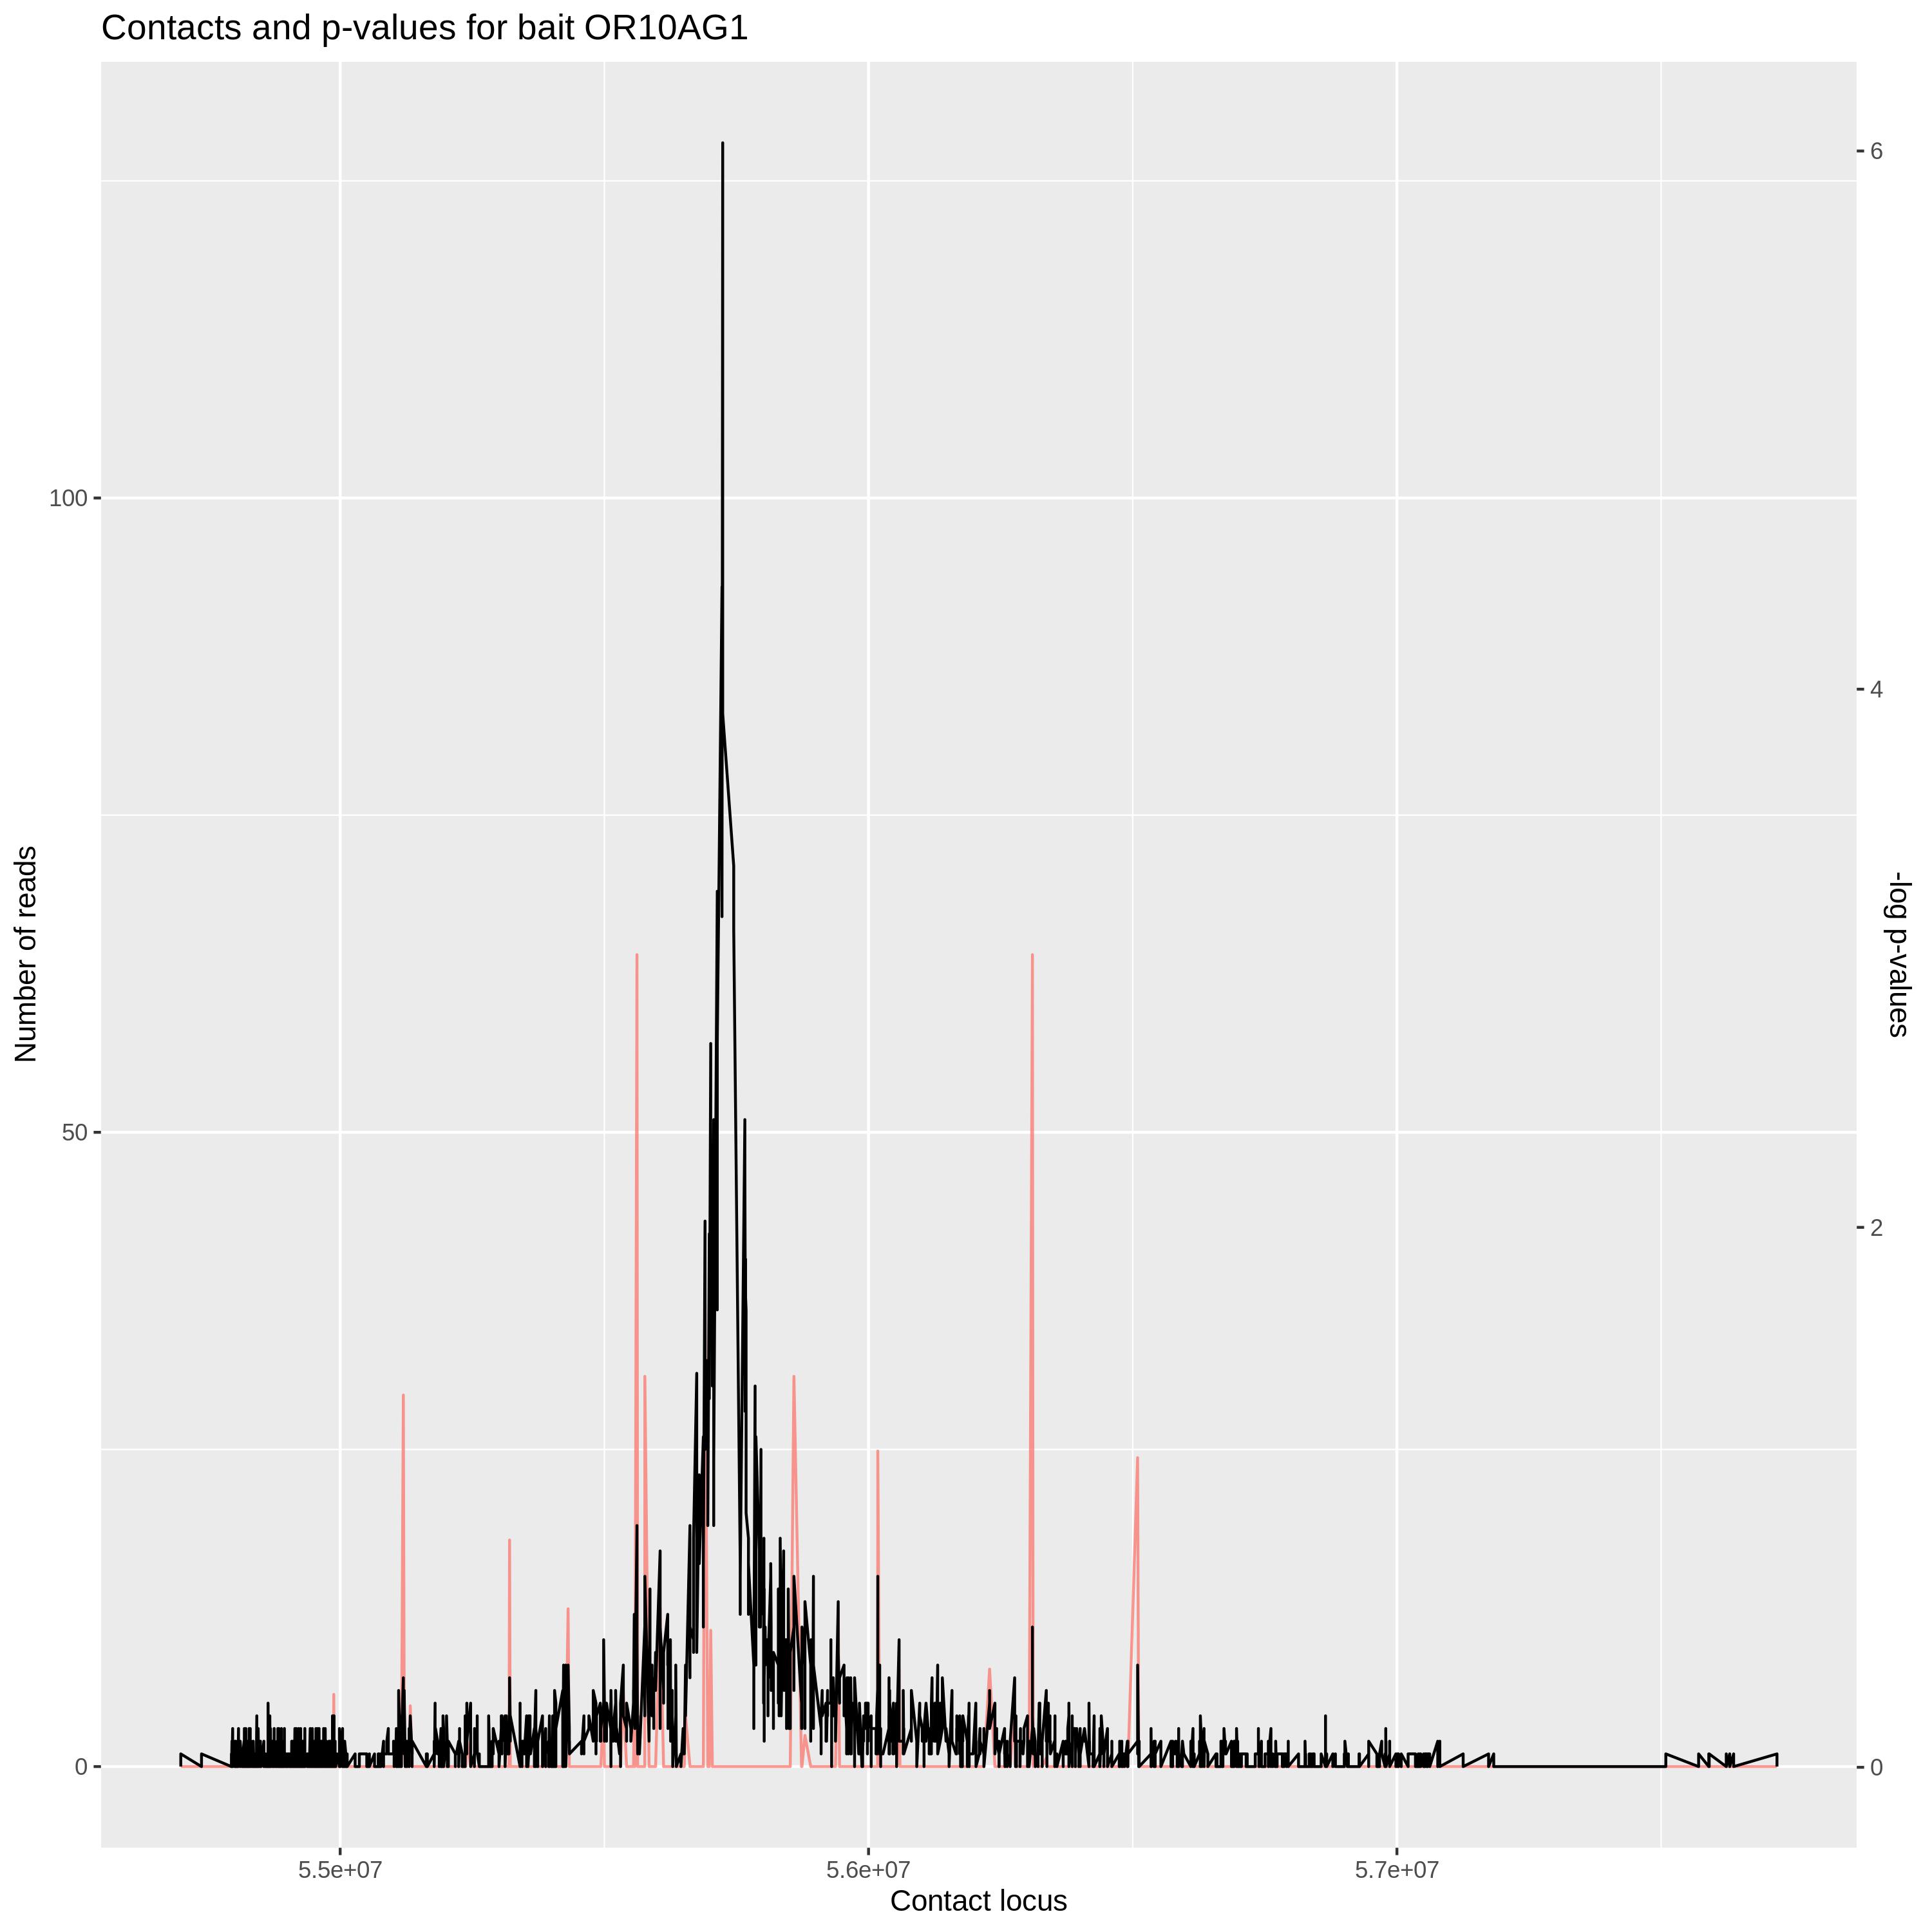 Contacts and p-values for bait OR10AG1
6
100
4
Number of reads
-log p-values
50
2
0
0
5.5e+07
5.6e+07
5.7e+07
Contact locus